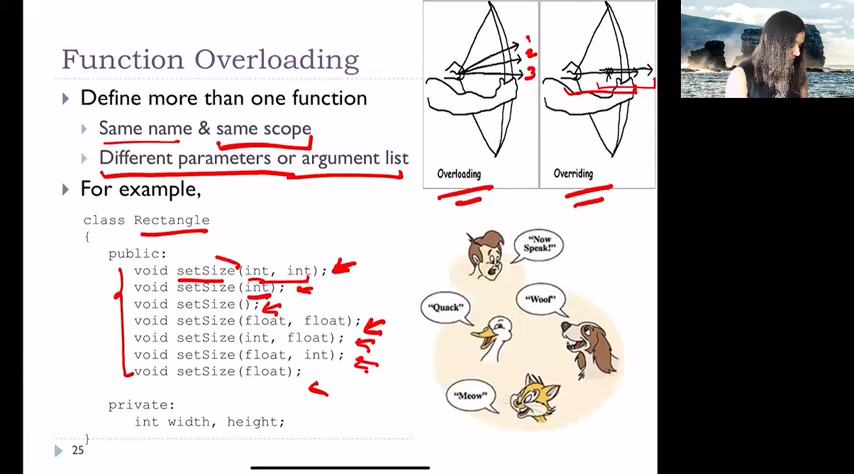 Function Overloading
Define more than one function
Same name & same scope
Different parameters or argument list
For example,
class Rectangle
{
public:
void setSize(int, int);
void setSize(int);
void setSize();
void setSize(float, float);
void setSize(int, float);
void setSize(float, int);
void setSize(float);
private:
int width, height;
}
25
1
2
3
Overloading
Overriding
"Now
Speak!"
"Quack"
"Woof"
"Meow"